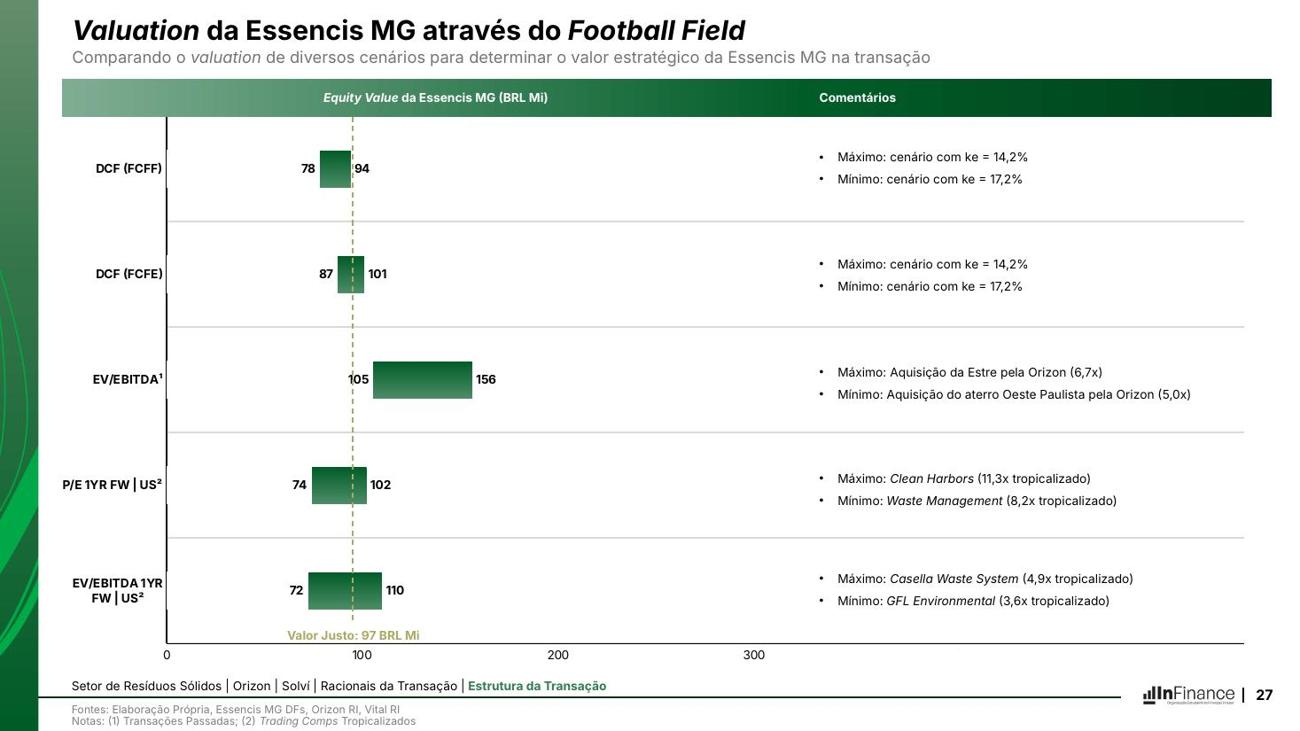 Valuation da Essencis MG através do Football Field
Comparando o valuation de diversos cenários para determinar o valor estratégico da Essencis MG na transação
Equity Value da Essencis MG (BRL Mi)
Comentários
DCF (FCFF)
78
94
• Máximo: cenário com ke = 14,2%
• Mínimo: cenário com ke = 17,2%
DCF (FCFE)
87
101
• Máximo: cenário com ke = 14,2%
• Mínimo: cenário com ke = 17,2%
EV/EBITDA¹
105
156
• Máximo: Aquisição da Estre pela Orizon (6,7x)
• Mínimo: Aquisição do aterro Oeste Paulista pela Orizon (5,0x)
P/E 1YR FW | US²
74
102
• Máximo: Clean Harbors (11,3x tropicalizado)
• Mínimo: Waste Management (8,2x tropicalizado)
EV/EBITDA 1YR
FW | US²
72
110
• Máximo: Casella Waste System (4,9x tropicalizado)
• Mínimo: GFL Environmental (3,6x tropicalizado)
Valor Justo: 97 BRL Mi
0 100 200 300
Setor de Resíduos Sólidos | Orizon | Solví | Racionais da Transação | Estrutura da Transação
InFinance | 27
Fontes: Elaboração Própria, Essencis MG DFs, Orizon RI, Vital RI
Notas: (1) Transações Passadas; (2) Trading Comps Tropicalizados